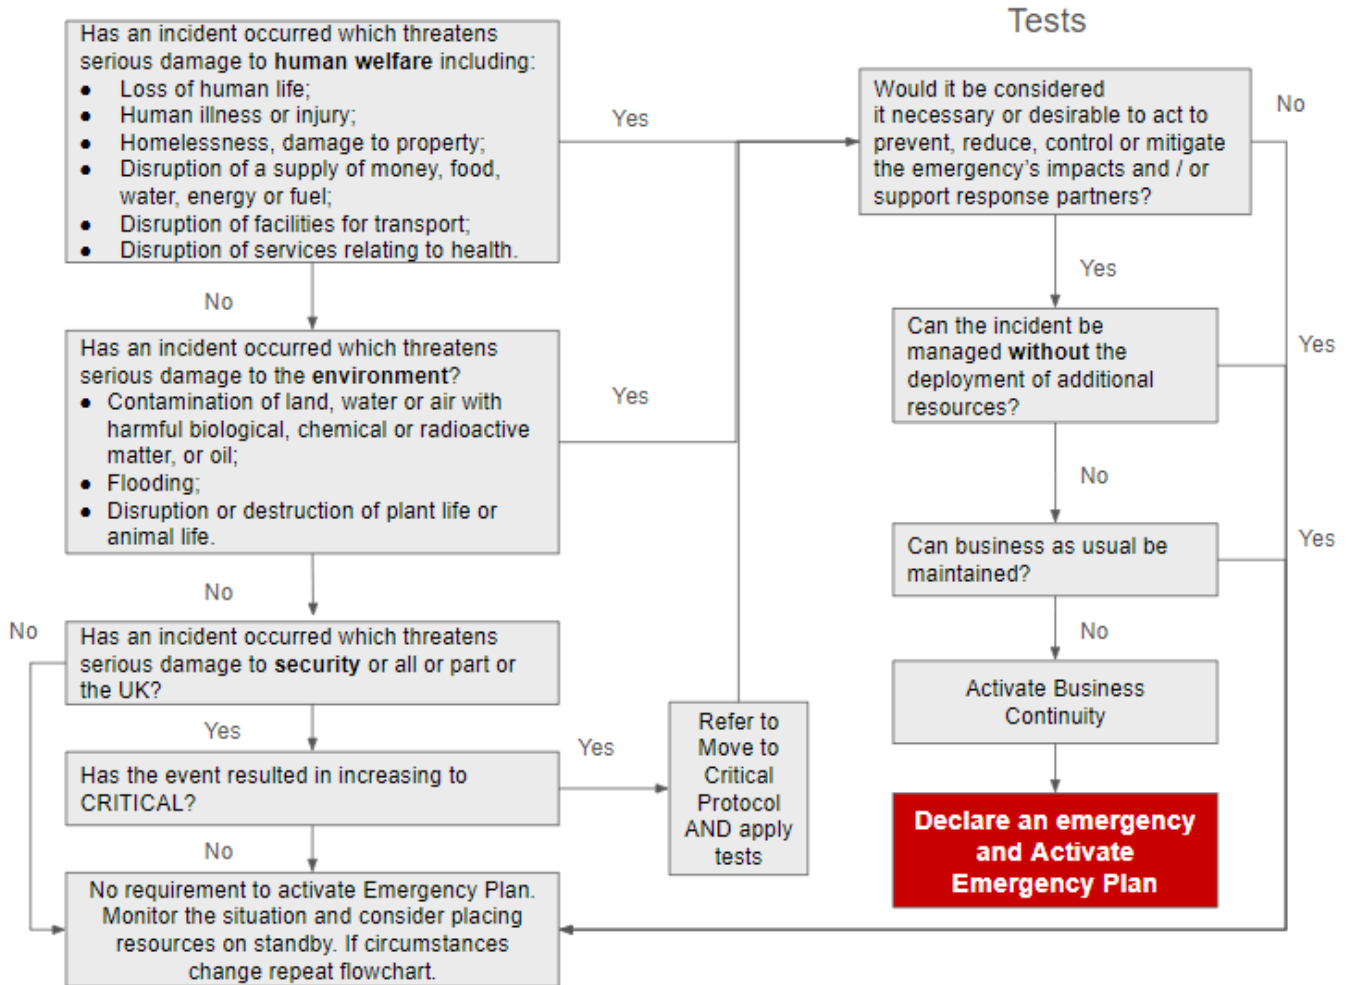 Tests
Has an incident occurred which threatens
serious damage to human welfare including:
● Loss of human life;
● Human illness or injury;
● Homelessness, damage to property;
● Disruption of a supply of money, food,
water, energy or fuel;
● Disruption of facilities for transport;
● Disruption of services relating to health.
Yes
No
Has an incident occurred which threatens
serious damage to the environment?
● Contamination of land, water or air with
harmful biological, chemical or radioactive
matter, or oil;
● Flooding;
● Disruption or destruction of plant life or
animal life.
Yes
No
No
Has an incident occurred which threatens
serious damage to security or all or part or
the UK?
Yes
Has the event resulted in increasing to
CRITICAL?
Yes
No
Refer to
Move to
Critical
Protocol
AND apply
tests
No requirement to activate Emergency Plan.
Monitor the situation and consider placing
resources on standby. If circumstances
change repeat flowchart.
Would it be considered
it necessary or desirable to act to
prevent, reduce, control or mitigate
the emergency's impacts and / or
support response partners?
No
Yes
Can the incident be
managed without the
deployment of additional
resources?
Yes
No
Can business as usual be
maintained?
Yes
No
Activate Business
Continuity
Declare an emergency
and Activate
Emergency Plan